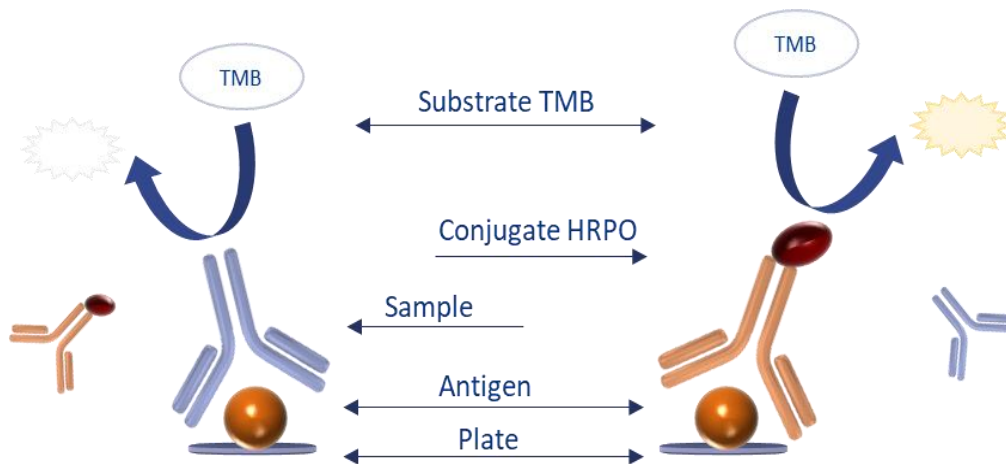 TMB
TMB
Substrate TMB
Conjugate HRPO
Sample
Antigen
Plate